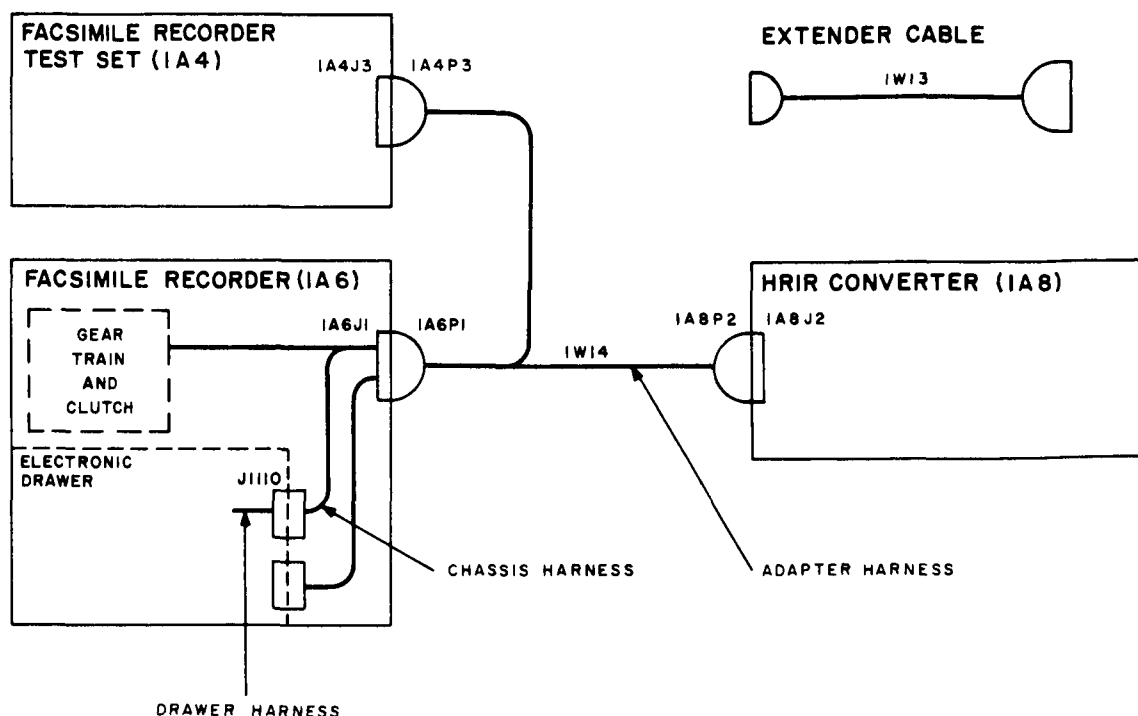 FACSIMILE RECORDER
TEST SET (1A4)
1A4J3
1A4P3
EXTENDER CABLE
1W13
FACSIMILE RECORDER (1A6)
GEAR
TRAIN
AND
CLUTCH
1A6J1
1A6P1
1W14
1A8P2
1A8J2
HRIR CONVERTER (1A8)
ELECTRONIC
DRAWER
J1110
CHASSIS HARNESS
ADAPTER HARNESS
DRAWER HARNESS